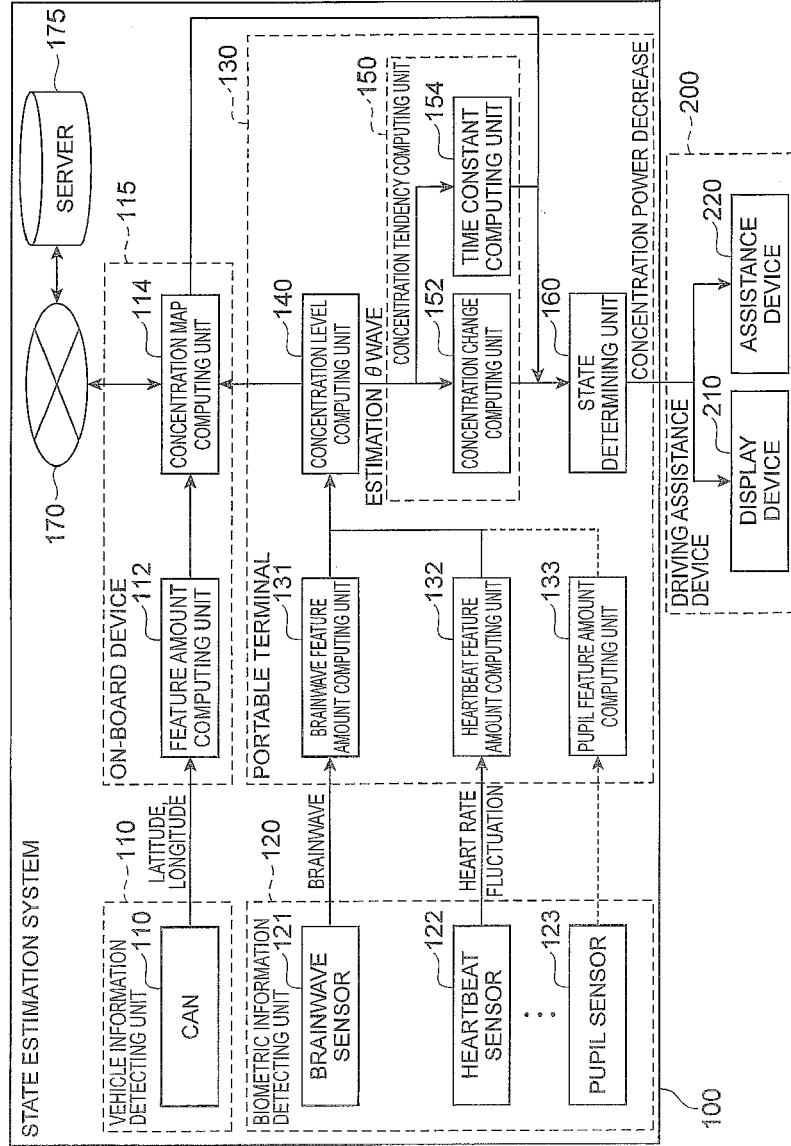 STATE ESTIMATION SYSTEM
100
VEHICLE INFORMATION
DETECTING UNIT
110
CAN
110
LATITUDE,
LONGITUDE
ON-BOARD DEVICE
115
FEATURE AMOUNT
COMPUTING UNIT
112
CONCENTRATION MAP
COMPUTING UNIT
114
170
SERVER
175
BIOMETRIC INFORMATION
DETECTING UNIT
120
BRAINWAVE
SENSOR
121
HEARTBEAT
SENSOR
122
PUPIL SENSOR
123
BRAINWAVE
HEART RATE
FLUCTUATION
PORTABLE TERMINAL
130
BRAINWAVE FEATURE
AMOUNT COMPUTING UNIT
131
HEARTBEAT FEATURE
AMOUNT COMPUTING UNIT
132
PUPIL FEATURE AMOUNT
COMPUTING UNIT
133
CONCENTRATION LEVEL
COMPUTING UNIT
140
ESTIMATION θ WAVE
CONCENTRATION TENDENCY COMPUTING UNIT
150
CONCENTRATION CHANGE
COMPUTING UNIT
152
TIME CONSTANT
COMPUTING UNIT
154
STATE
DETERMINING UNIT
160
CONCENTRATION POWER DECREASE
DRIVING ASSISTANCE
DEVICE
200
DISPLAY
DEVICE
210
ASSISTANCE
DEVICE
220